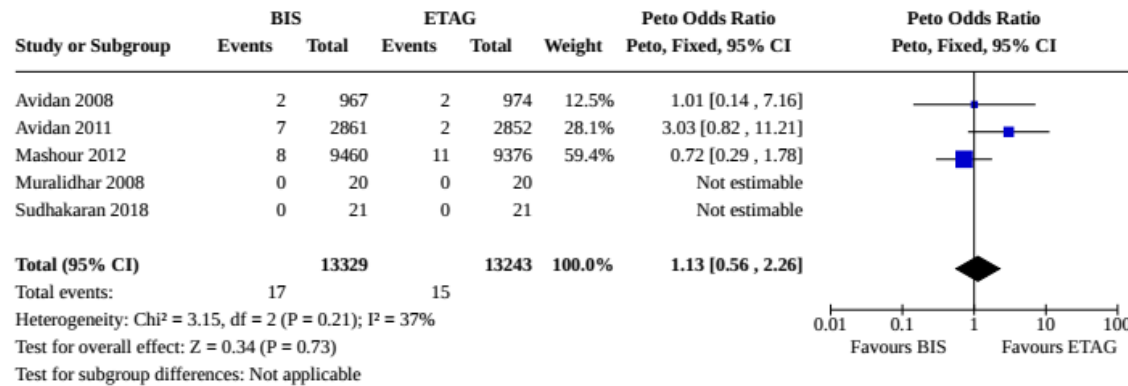 BIS ETAG Peto Odds Ratio Peto Odds Ratio
Study or Subgroup Events Total Events Total Weight Peto, Fixed, 95% CI Peto, Fixed, 95% CI
Avidan 2008 2 967 2 974 12.5% 1.01 [0.14 , 7.16]
Avidan 2011 7 2861 2 2852 28.1% 3.03 [0.82 , 11.21]
Mashour 2012 8 9460 11 9376 59.4% 0.72 [0.29 , 1.78]
Muralidhar 2008 0 20 0 20 Not estimable
Sudhakaran 2018 0 21 0 21 Not estimable
Total (95% CI) 13329 13243 100.0% 1.13 [0.56 , 2.26]
Total events: 17 15
Heterogeneity: Chi² = 3.15, df = 2 (P = 0.21); I² = 37%
0.01 0.1 1 10 100
Test for overall effect: Z = 0.34 (P = 0.73) Favours BIS Favours ETAG
Test for subgroup differences: Not applicable